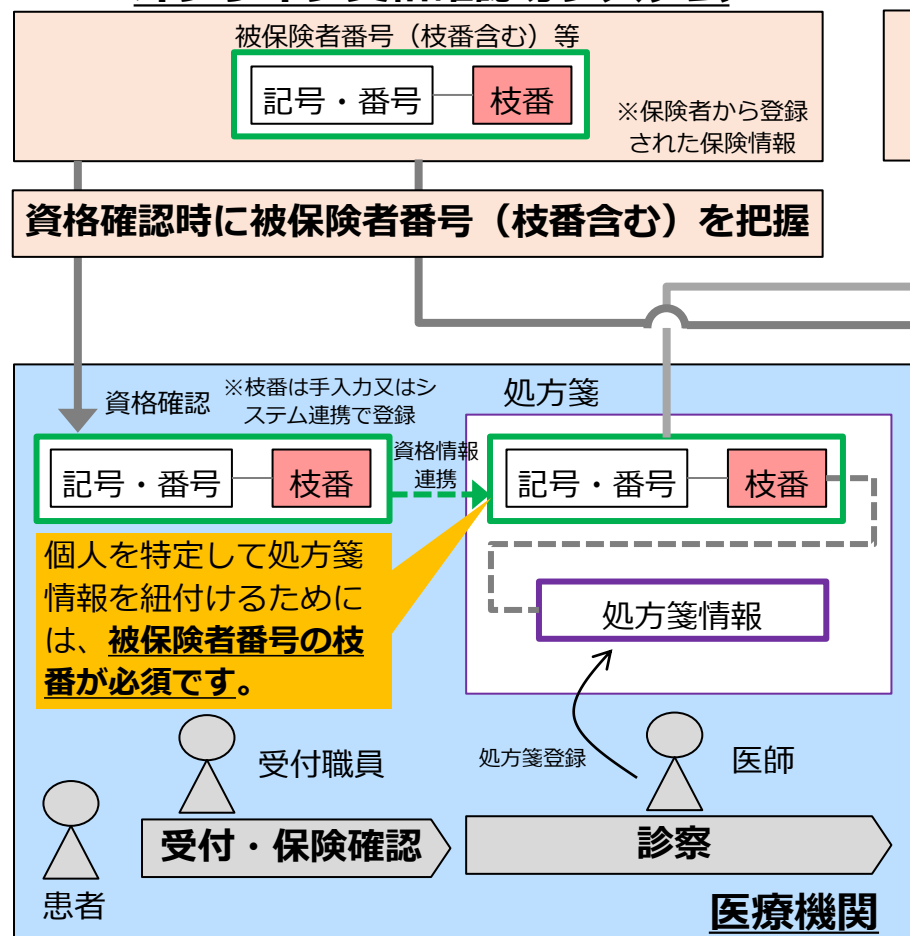 被保険者番号（枝番含む）等
記号・番号
枝番
※保険者から登録
された保険情報
資格確認時に被保険者番号（枝番含む）を把握
資格確認
※枝番は手入力又はシ
ステム連携で登録
記号・番号
枝番
資格情報
連携
処方箋
記号・番号
枝番
個人を特定して処方箋
情報を紐付けるために
は、被保険者番号の枝
番が必須です。
処方箋情報
処方箋登録
受付職員
医師
患者
受付・保険確認
診察
医療機関